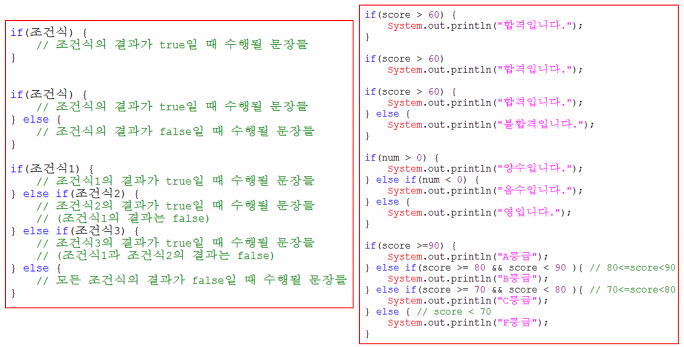 if(조건식) {
    // 조건식의 결과가 true일 때 수행될 문장들
}
if(조건식) {
    // 조건식의 결과가 true일 때 수행될 문장들
} else {
    // 조건식의 결과가 false일 때 수행될 문장들
}
if(조건식1) {
    // 조건식1의 결과가 true일 때 수행될 문장들
} else if(조건식2) {
    // 조건식2의 결과가 true일 때 수행될 문장들
    // (조건식1의 결과는 false)
} else if(조건식3) {
    // 조건식3의 결과가 true일 때 수행될 문장들
    // (조건식1과 조건식2의 결과는 false)
} else {
    // 모든 조건식의 결과가 false일 때 수행될 문장들
}
if(score > 60) {
    System.out.println("합격입니다.");
}
if(score > 60)
    System.out.println("합격입니다.");
if(score > 60) {
    System.out.println("합격입니다.");
} else {
    System.out.println("불합격입니다.");
}
if(num > 0) {
    System.out.println("양수입니다.");
} else if(num < 0) {
    System.out.println("음수입니다.");
} else {
    System.out.println("영입니다.");
}
if(score >=90) {
    System.out.println("A등급");
} else if(score >= 80 && score < 90 ){ // 80<=score<90
    System.out.println("B등급");
} else if(score >= 70 && score < 80 ){ // 70<=score<80
    System.out.println("C등급");
} else { // score < 70
    System.out.println("F등급");
}